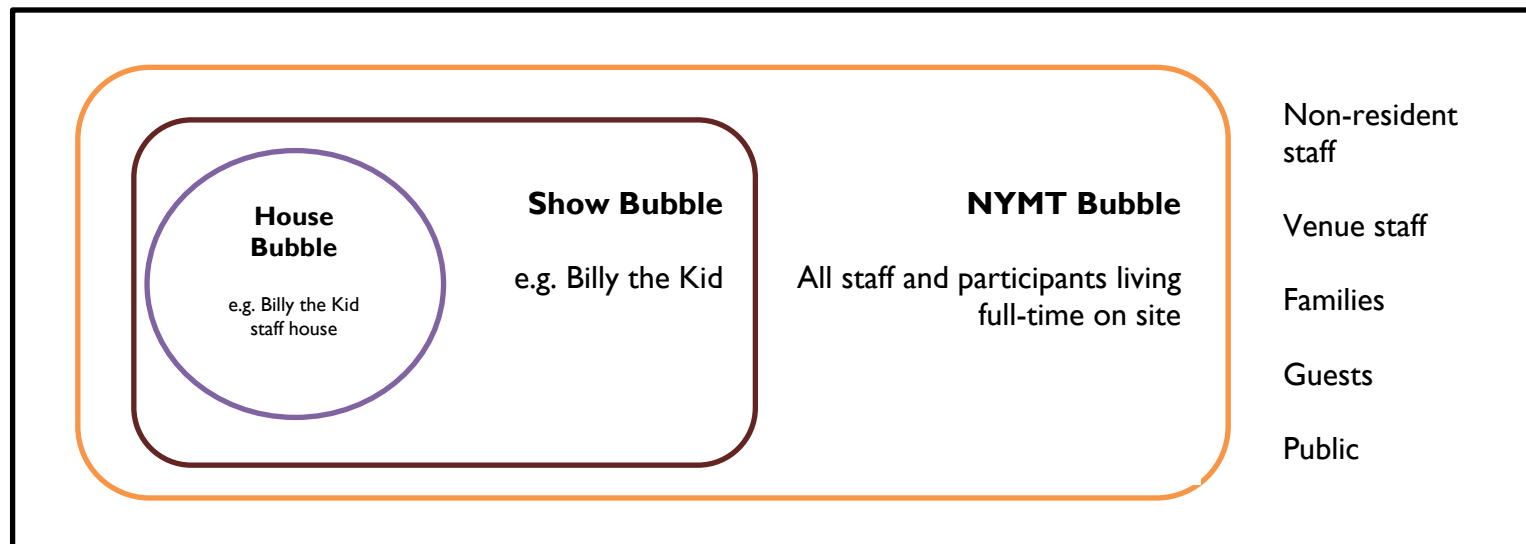 House
Bubble
e.g. Billy the Kid
staff house
Show Bubble
e.g. Billy the Kid
NYMT Bubble
All staff and participants living
full-time on site
Non-resident
staff
Venue staff
Families
Guests
Public